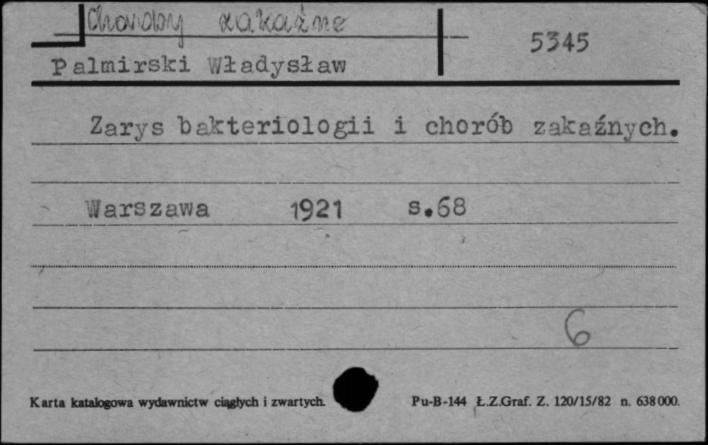 Choroby zakaźne
5345
Palmirski Władysław
Zarys bakteriologii i chorób zakaźnych.
Warszawa 1921 s.68
6
Karta katalogowa wydawnictw ciągłych i zwartych. Pu-B-144 Ł.Z.Graf. Z. 120/15/82 n. 638000.